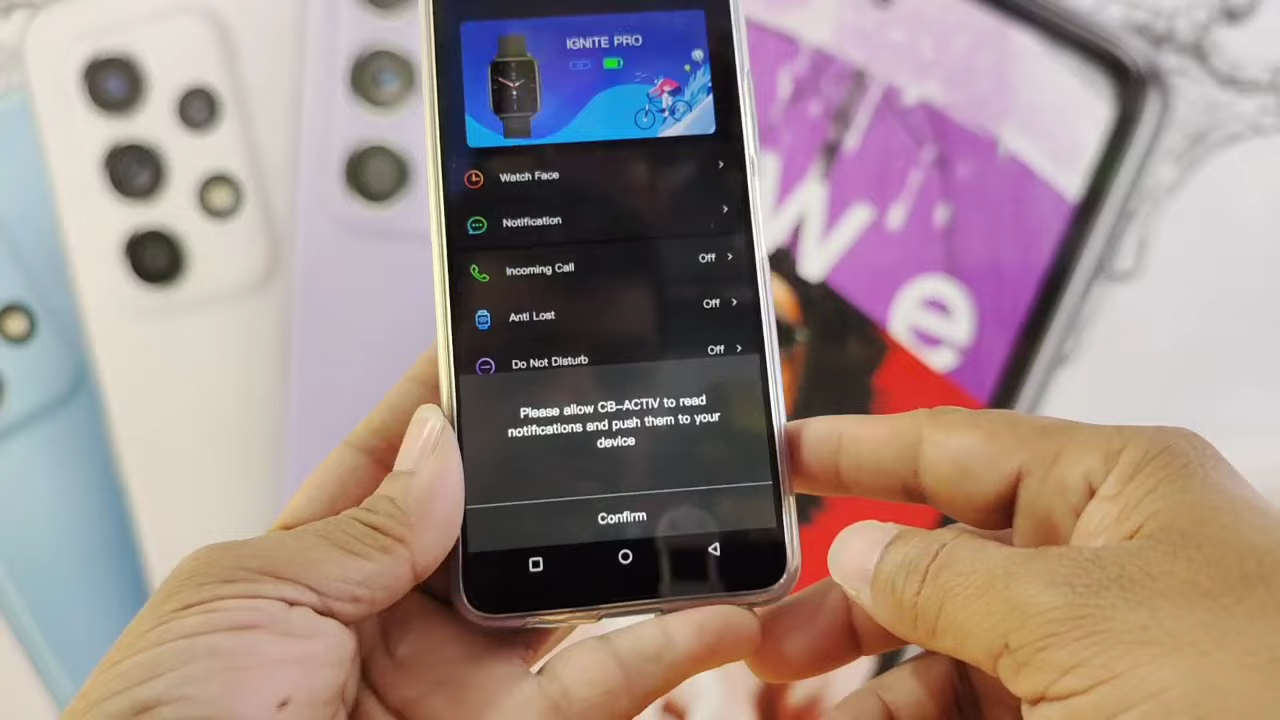 IGNITE PRO
Watch Face
Notification
Incoming Call
Off
Anti Lost
Off
Do Not Disturb
Off
Please allow CB-ACTIV to read
notifications and push them to your
device
Confirm
w
e